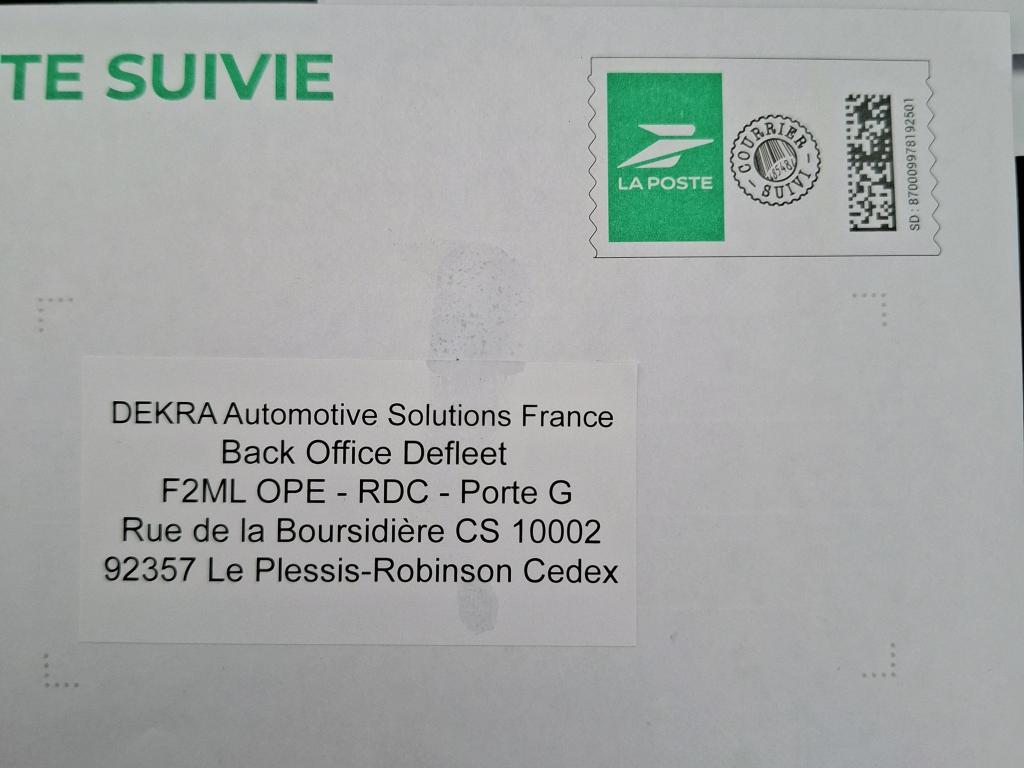 TE SUIVIE
LA POSTE
COURRIER
SUIVI
SD : 870009978192501
DEKRA Automotive Solutions France
Back Office Defleet
F2ML OPE - RDC - Porte G
Rue de la Boursidière CS 10002
92357 Le Plessis-Robinson Cedex